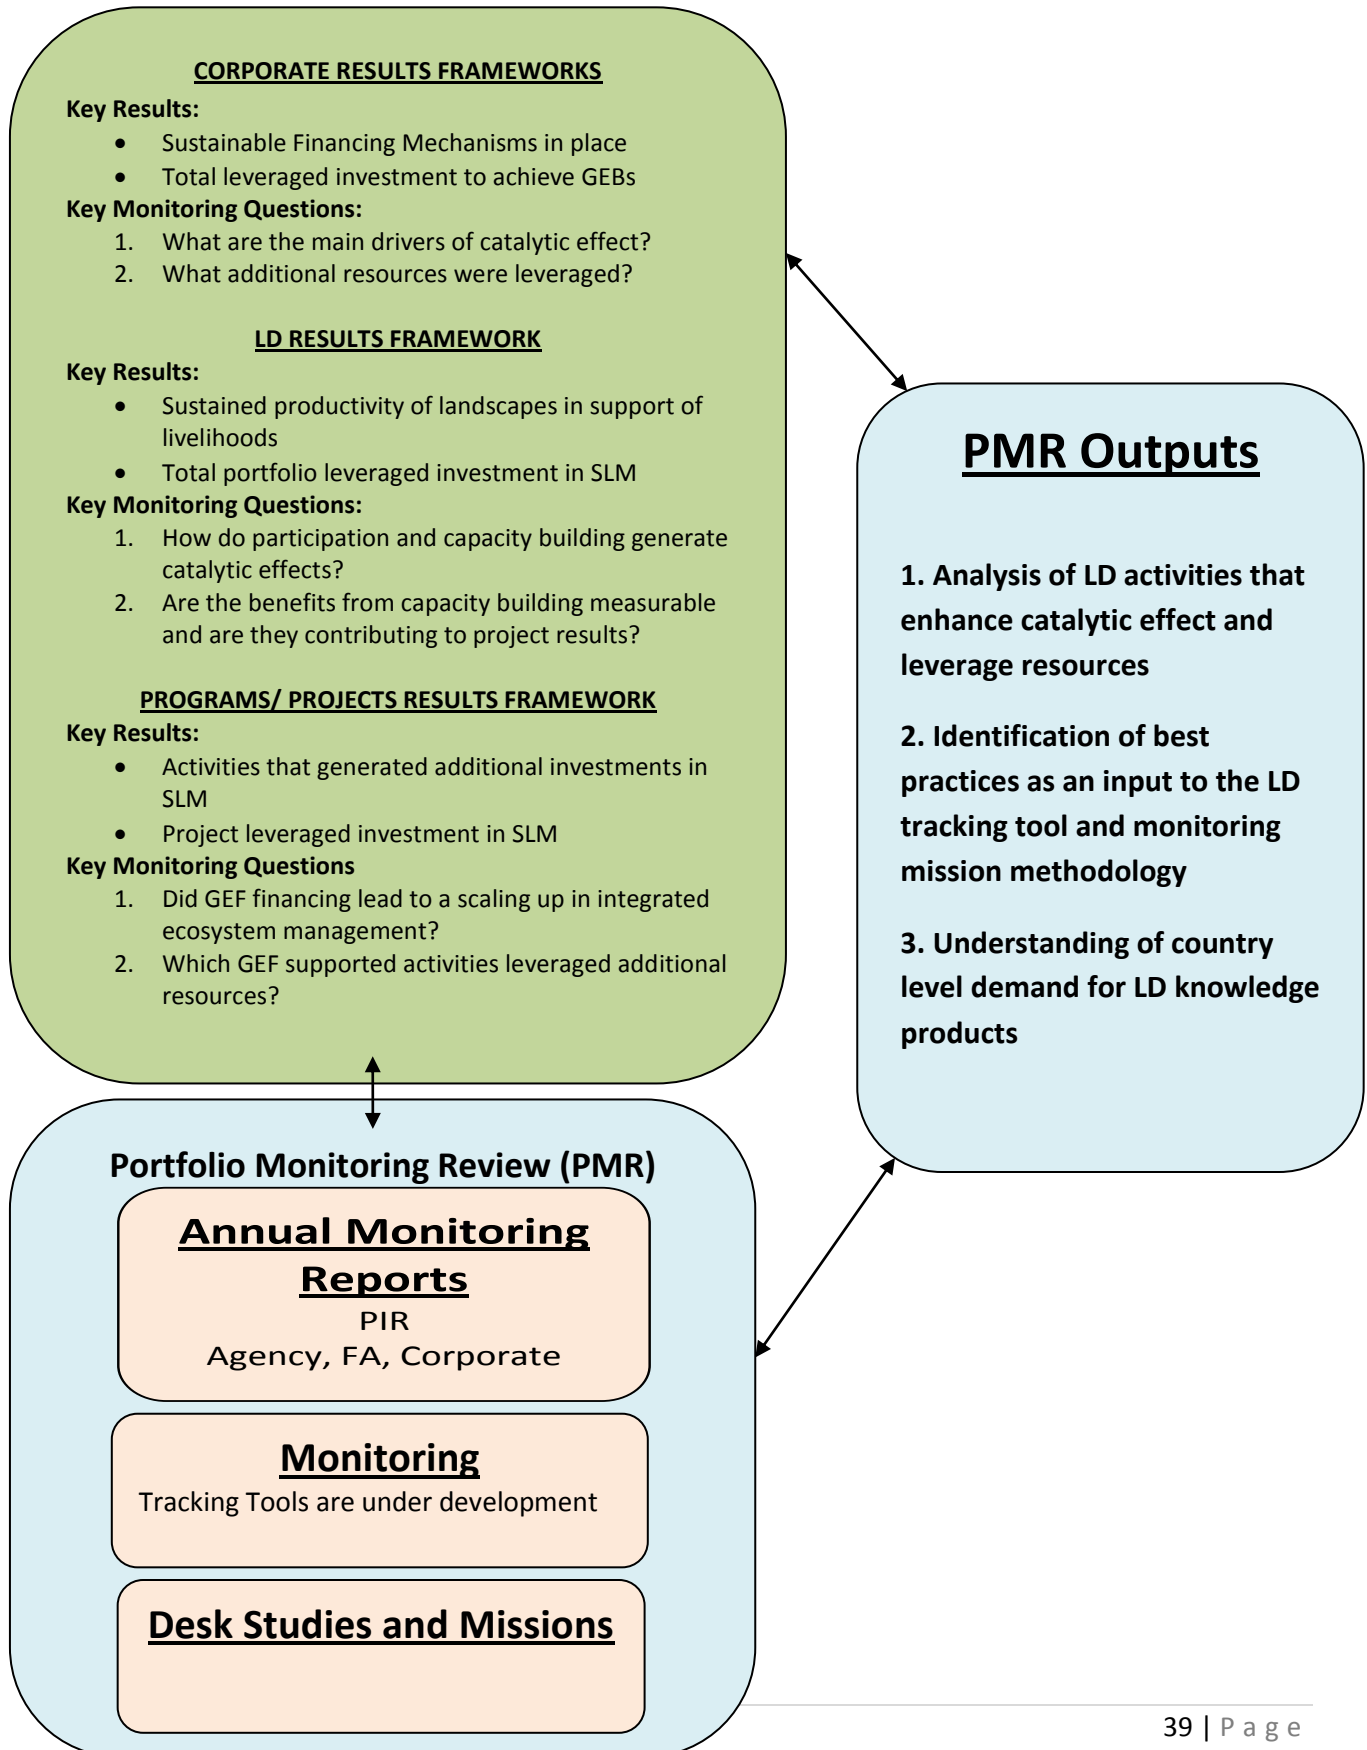 CORPORATE RESULTS FRAMEWORKS
Key Results:
• Sustainable Financing Mechanisms in place
• Total leveraged investment to achieve GEBs
Key Monitoring Questions:
1. What are the main drivers of catalytic effect?
2. What additional resources were leveraged?
LD RESULTS FRAMEWORK
Key Results:
• Sustained productivity of landscapes in support of
livelihoods
• Total portfolio leveraged investment in SLM
Key Monitoring Questions:
1. How do participation and capacity building generate
catalytic effects?
2. Are the benefits from capacity building measurable
and are they contributing to project results?
PROGRAMS/ PROJECTS RESULTS FRAMEWORK
Key Results:
• Activities that generated additional investments in
SLM
• Project leveraged investment in SLM
Key Monitoring Questions
1. Did GEF financing lead to a scaling up in integrated
ecosystem management?
2. Which GEF supported activities leveraged additional
resources?
PMR Outputs
1. Analysis of LD activities that
enhance catalytic effect and
leverage resources
2. Identification of best
practices as an input to the LD
tracking tool and monitoring
mission methodology
3. Understanding of country
level demand for LD knowledge
products
Portfolio Monitoring Review (PMR)
Annual Monitoring
Reports
PIR
Agency, FA, Corporate
Monitoring
Tracking Tools are under development
Desk Studies and Missions
39 | Page